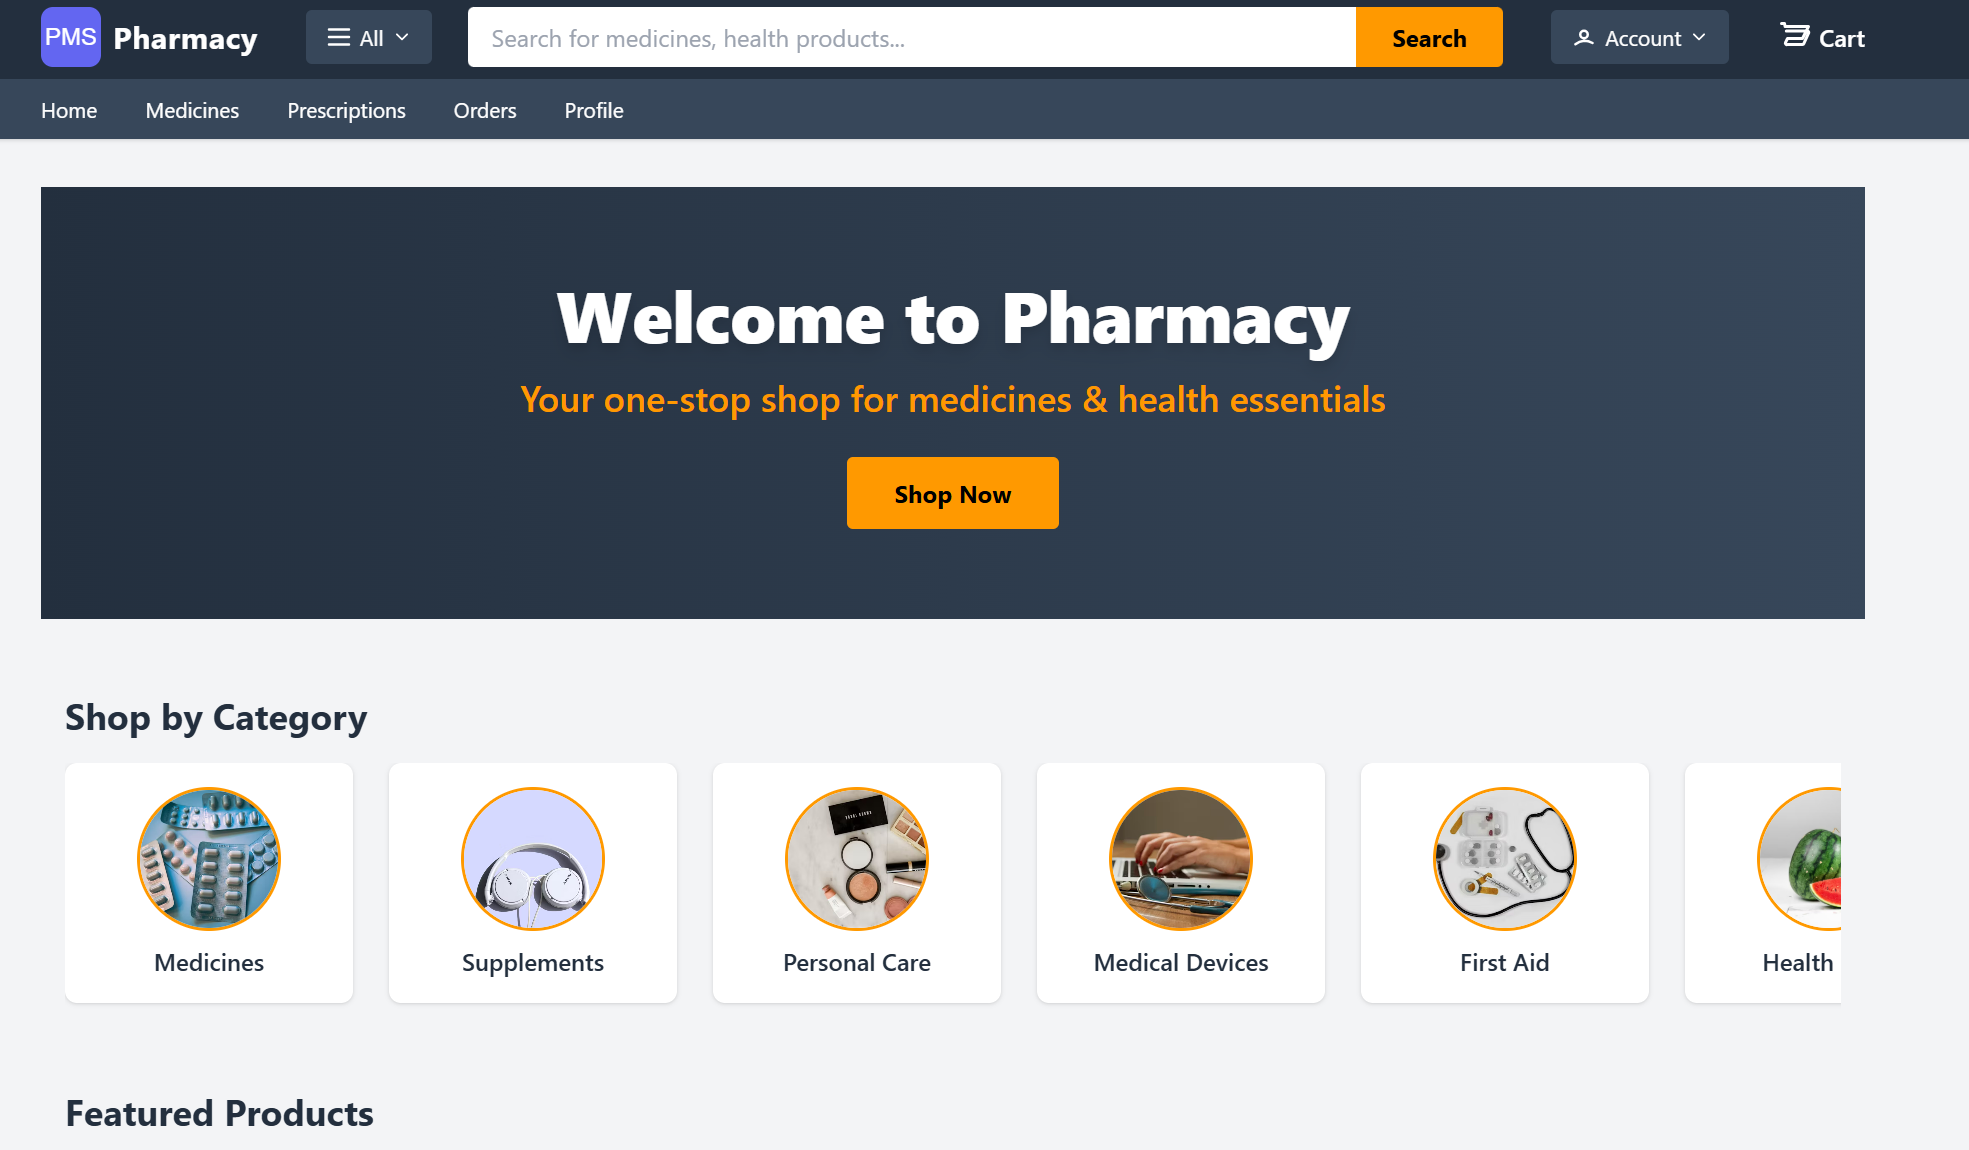 PMS Pharmacy All Search for medicines, health products... Search Account Cart
Home Medicines Prescriptions Orders Profile
Welcome to Pharmacy
Your one-stop shop for medicines & health essentials
Shop Now
Shop by Category
Medicines Supplements Personal Care Medical Devices First Aid Health
Featured Products